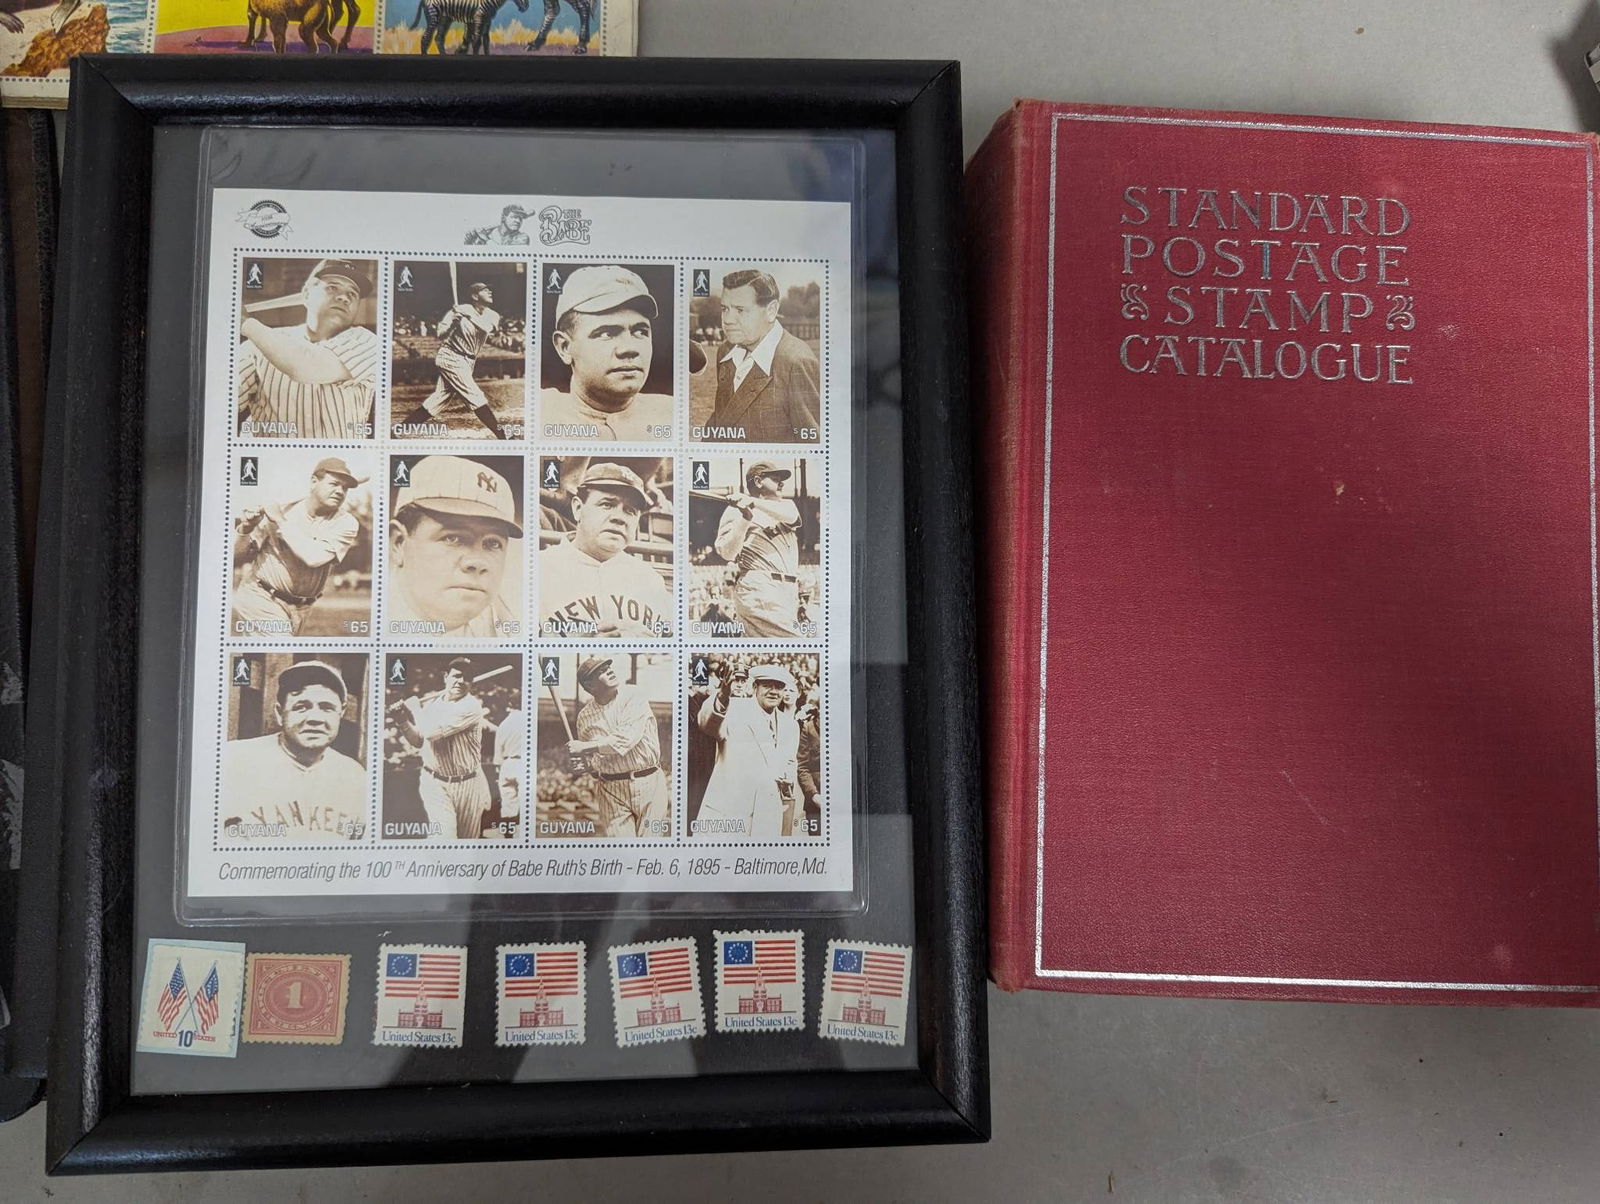 THE
BABE
GUYANA $65
GUYANA $65
GUYANA $65
GUYANA $65
GUYANA $65
NY
GUYANA $65
NEW YORK
GUYANA $65
GUYANA $65
YANKEE
GUYANA $65
GUYANA $65
GUYANA $65
GUYANA $65
Commemorating the 100TH Anniversary of Babe Ruth's Birth - Feb. 6, 1895 - Baltimore, Md.
UNITED 10c STATES
1
United States 13c
United States 13c
United States 13c
United States 13c
United States 13c
STANDARD
POSTAGE
STAMP
CATALOGUE